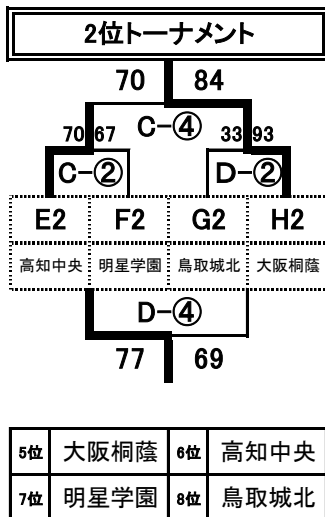 2位トーナメント
70 84
C-④
70 67 33 93
C-② D-②
E2 F2 G2 H2
高知中央 明星学園 鳥取城北 大阪桐蔭
D-④
77 69
5位 大阪桐蔭 6位 高知中央
7位 明星学園 8位 鳥取城北